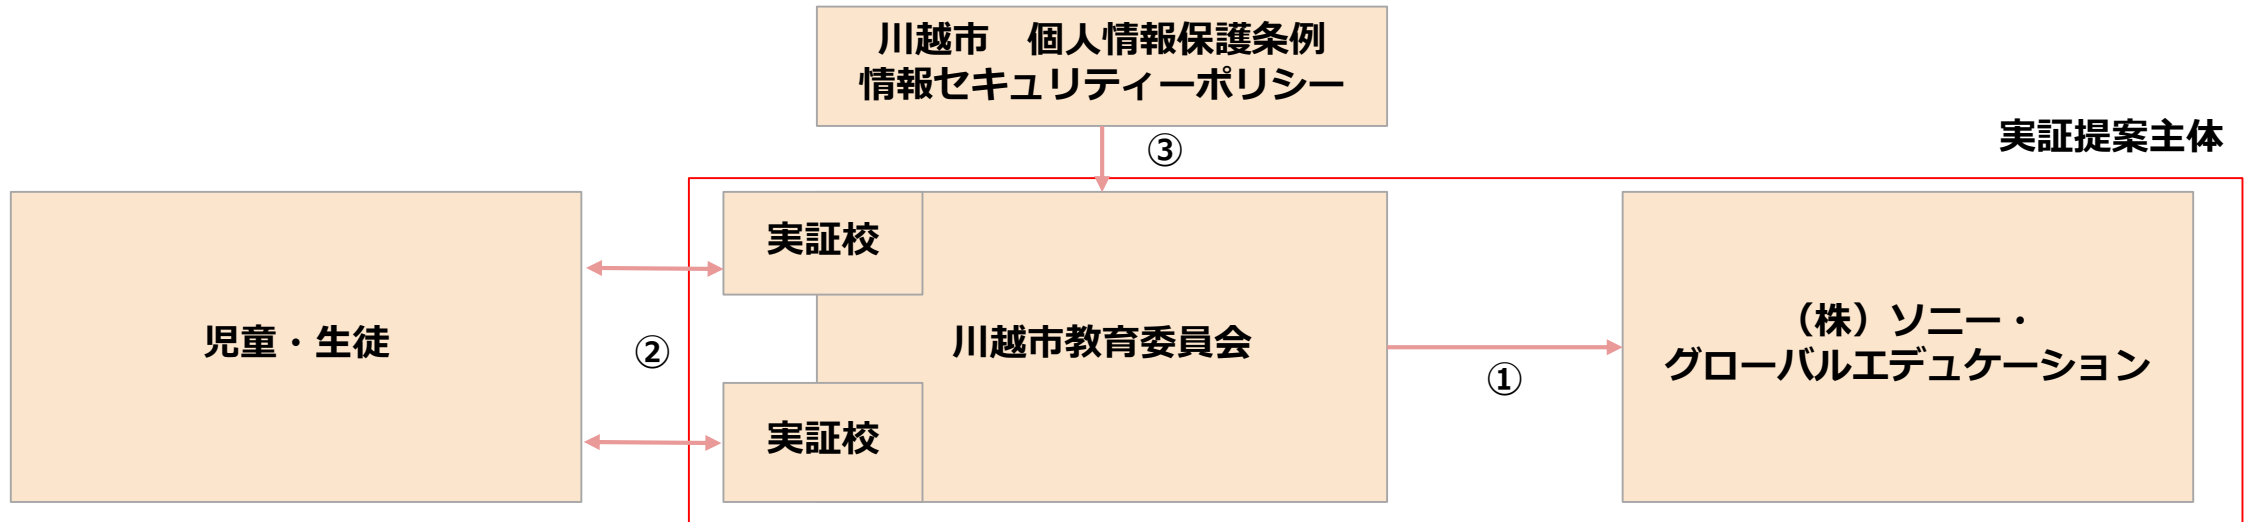 川越市　個人情報保護条例
情報セキュリティーポリシー
③
実証提案主体
児童・生徒
②
実証校
実証校
川越市教育委員会
①
（株）ソニー・
グローバルエデュケーション